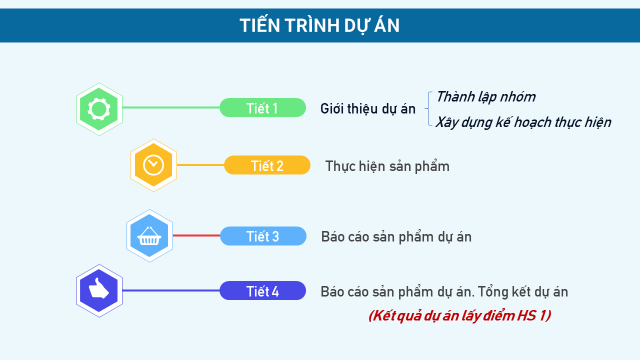 TIẾN TRÌNH DỰ ÁN
Tiết 1
Giới thiệu dự án
Thành lập nhóm
Xây dựng kế hoạch thực hiện
Tiết 2
Thực hiện sản phẩm
Tiết 3
Báo cáo sản phẩm dự án
Tiết 4
Báo cáo sản phẩm dự án. Tổng kết dự án
(Kết quả dự án lấy điểm HS 1)